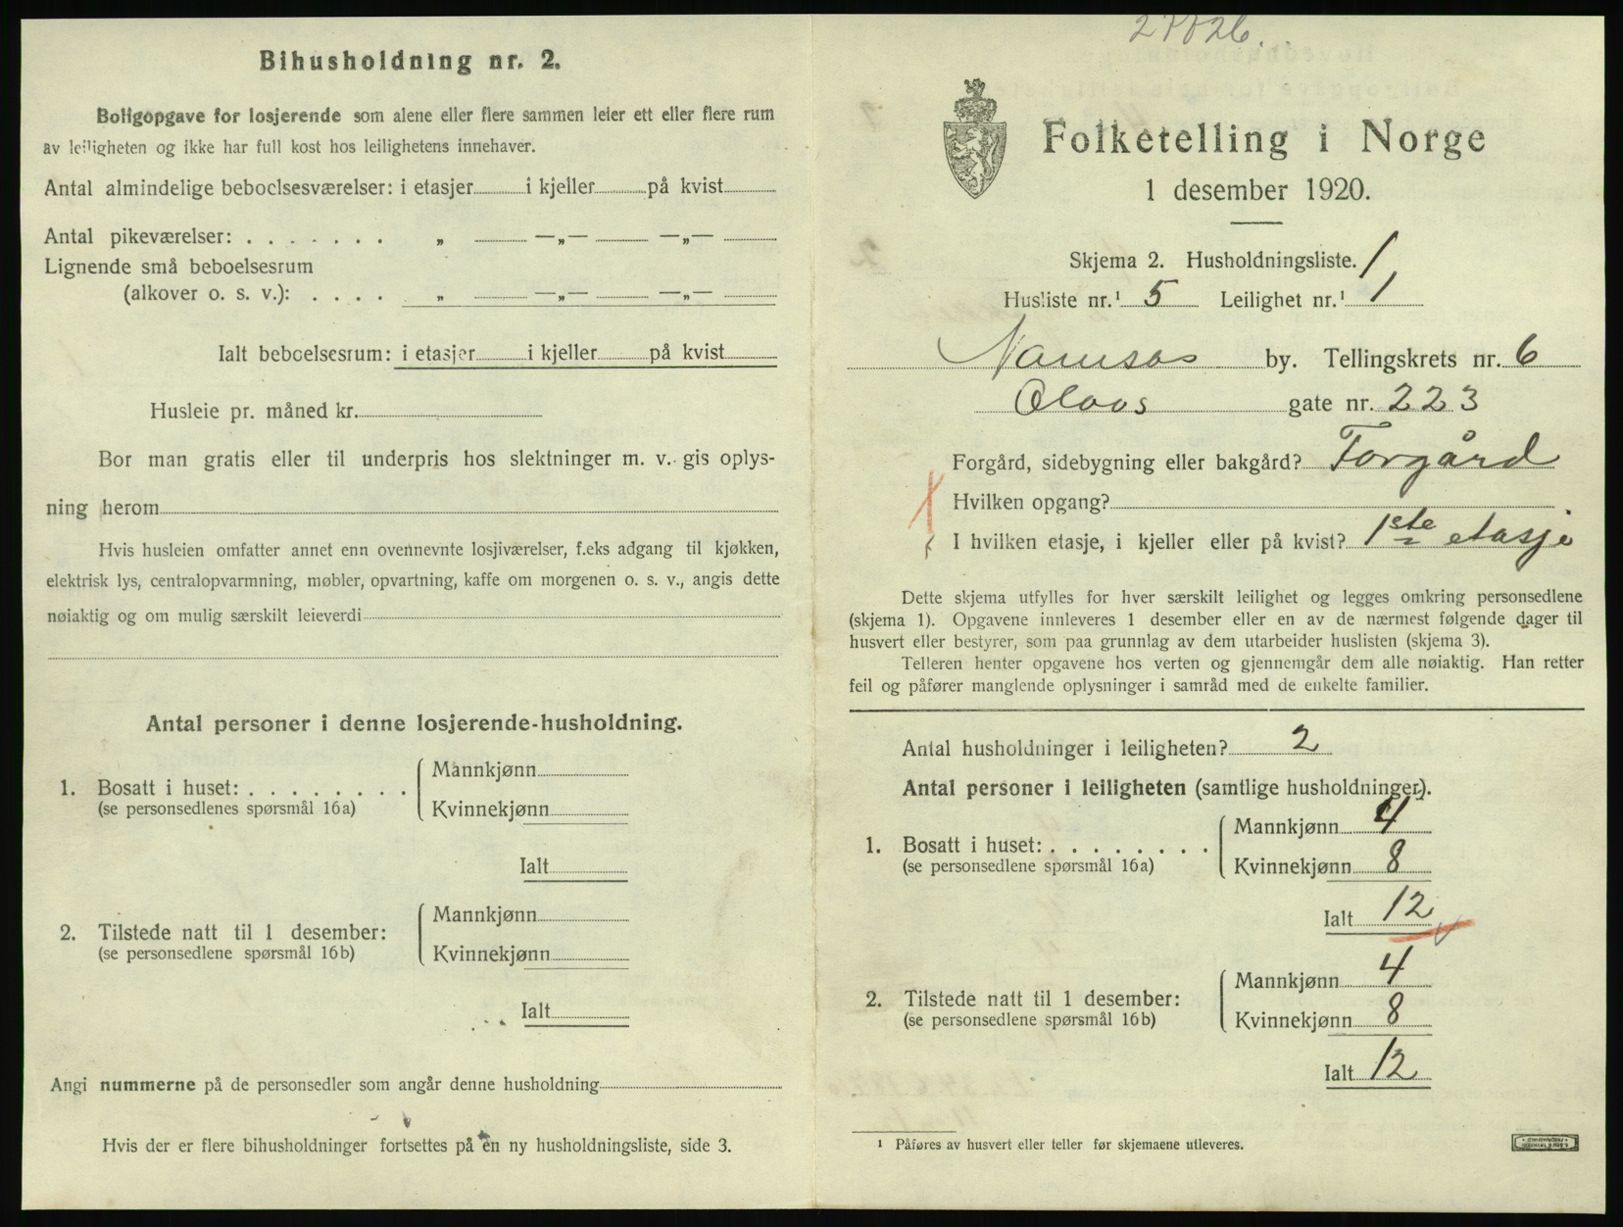 Bihusholdning nr. 2.
Boligopgave for losjerende som alene eller flere sammen leier ett eller flere rum
av leiligheten og ikke har full kost hos leilighetens innehaver.
Antal almindelige beboelsesværelser: i etasjer i kjeller på kvist
Antal pikeværelser: . . . . . . . „ —„— —„—
Lignende små beboelsesrum
(alkover o. s. v.): . . . . „ —„— —„—
Ialt beboelsesrum: i etasjer i kjeller på kvist
Husleie pr. måned kr.
Bor man gratis eller til underpris hos slektninger m. v. gis oplys-
ning herom
Hvis husleien omfatter annet enn ovennevnte losjiværelser, f.eks adgang til kjøkken,
elektrisk lys, centralopvarmning, møbler, opvartning, kaffe om morgenen o. s. v., angis dette
nøiaktig og om mulig særskilt leieverdi
Antal personer i denne losjerende-husholdning.
1. Bosatt i huset: . . . . . . . .
(se personsedlenes spørsmål 16a)
Mannkjønn
Kvinnekjønn
Ialt
2. Tilstede natt til 1 desember:
(se personsedlene spørsmål 16b)
Mannkjønn
Kvinnekjønn
Ialt
Angi nummerne på de personsedler som angår denne husholdning
Hvis der er flere bihusholdninger fortsettes på en ny husholdningsliste, side 3.
Folketelling i Norge
1 desember 1920.
Skjema 2. Husholdningsliste. 1
Husliste nr.¹ 5 Leilighet nr.¹ 1
Namsos by. Tellingskrets nr. 6
Olavs gate nr. 223
Forgård, sidebygning eller bakgård? Forgård
Hvilken opgang?
I hvilken etasje, i kjeller eller på kvist? 1ste etasje
Dette skjema utfylles for hver særskilt leilighet og legges omkring personsedlene
(skjema 1). Opgavene innleveres 1 desember eller en av de nærmest følgende dager til
husvert eller bestyrer, som paa grunnlag av dem utarbeider huslisten (skjema 3).
Telleren henter opgavene hos verten og gjennemgår dem alle nøiaktig. Han retter
feil og påfører manglende oplysninger i samråd med de enkelte familier.
Antal husholdninger i leiligheten? 2
Antal personer i leiligheten (samtlige husholdninger).
1. Bosatt i huset: . . . . . . . .
(se personsedlene spørsmål 16a)
Mannkjønn 4
Kvinnekjønn 8
Ialt 12
2. Tilstede natt til 1 desember:
(se personsedlene spørsmål 16b)
Mannkjønn 4
Kvinnekjønn 8
Ialt 12
¹ Påføres av husvert eller teller før skjemaene utleveres.